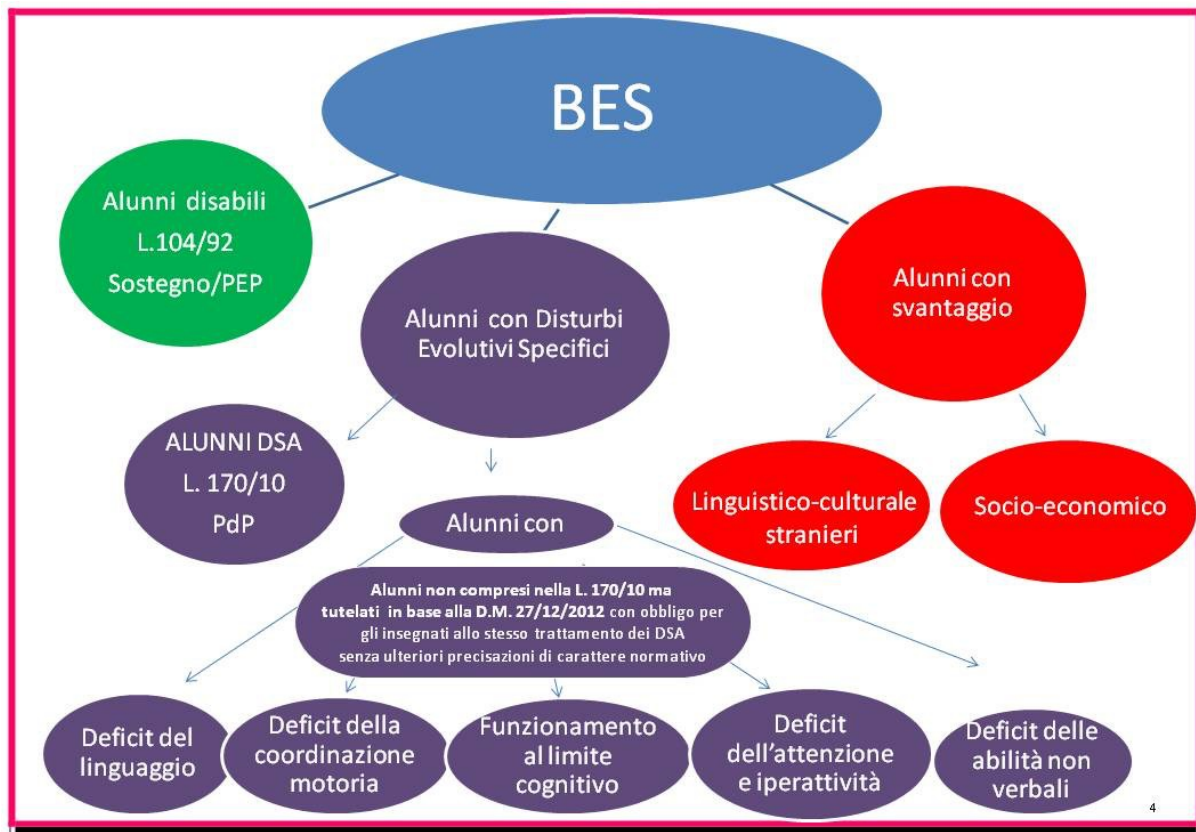 BES
Alunni disabili
L.104/92
Sostegno/PEP
Alunni con Disturbi
Evolutivi Specifici
Alunni con
svantaggio
ALUNNI DSA
L. 170/10
PdP
Alunni con
Linguistico-culturale
stranieri
Socio-economico
Alunni non compresi nella L. 170/10 ma
tutelati in base alla D.M. 27/12/2012 con obbligo per
gli insegnati allo stesso trattamento dei DSA
senza ulteriori precisazioni di carattere normativo
Deficit del
linguaggio
Deficit della
coordinazione
motoria
Funzionamento
al limite
cognitivo
Deficit
dell'attenzione
e iperattività
Deficit delle
abilità non
verbali
4